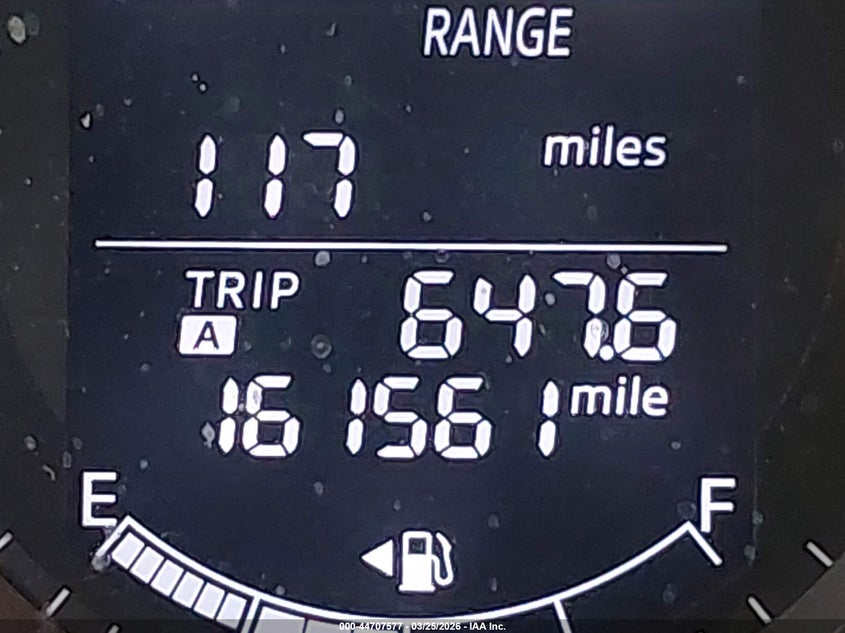 RANGE
117 miles
TRIP
A 647.6
161561 mile
E F
000-44707577 - 03/25/2026 - IAA Inc.